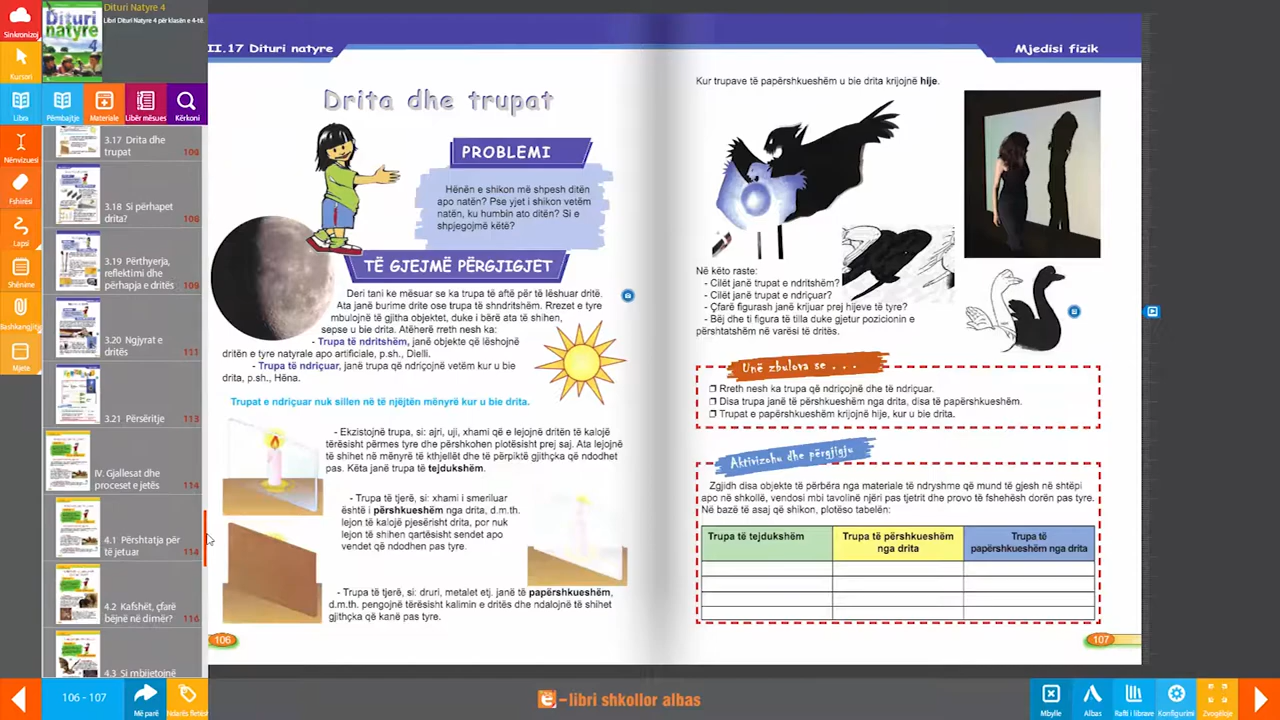 Dituri Natyre 4
Libri Dituri Natyre 4 për klasën e 4-të.
Dituri
natyre
4
Sinkronizoj
Kursori
Libra
Përmbajtje
Materiale
Libër mësues
Kërkoni
Nënvizuesi
Fshirësi
Laps
Shënime
Bashkangjitj
Mjete
3.17 Drita dhe
trupat
3.18 Si përhapet
drita?
108
3.19 Përthyerja,
reflektimi dhe
përhapja e dritës
109
3.20 Ngjyrat e
dritës
111
3.21 Përsëritje
113
IV. Gjallesat dhe
proceset e jetës
114
4.1 Përshtatja për
të jetuar
114
4.2 Kafshët, çfarë
bëjnë në dimër?
116
4.3 Si mbijetojnë
II.17 Dituri natyre
Drita dhe trupat
PROBLEMI
Hënën e shikon më shpesh ditën
apo natën? Pse yjet i shikon vetëm
natën, ku humbin ato ditën? Si e
shpjegojmë këtë?
TË GJEJMË PËRGJIGJET
Deri tani ke mësuar se ka trupa të aftë për të lëshuar dritë.
Ata janë burime drite ose trupa të shndritshëm. Rrezet e tyre
mbulojnë të gjitha objektet, duke i bërë ata të shihen,
sepse u bie drita. Atëherë rreth nesh ka:
- Trupa të ndritshëm, janë objekte që lëshojnë
dritën e tyre natyrale apo artificiale, p.sh., Dielli.
- Trupa të ndriçuar, janë trupa që ndriçojnë vetëm kur u bie
drita, p.sh., Hëna.
Trupat e ndriçuar nuk sillen në të njëjtën mënyrë kur u bie drita.
- Ekzistojnë trupa, si: ajri, uji, xhami që e lejojnë dritën të kalojë
tërësisht përmes tyre dhe përshkohen plotësisht prej saj. Ata lejojnë
të shihet në mënyrë të kthjellët dhe të përpiktë gjithçka që ndodhet
pas. Këta janë trupa të tejdukshëm.
- Trupa të tjerë, si: xhami i smeriluar
është i përshkueshëm nga drita, d.m.th.
lejon të kalojë pjesërisht drita, por nuk
lejon të shihen qartësisht sendet apo
vendet që ndodhen pas tyre.
- Trupa të tjerë, si: druri, metalet etj. janë të papërshkueshëm,
d.m.th. pengojnë tërësisht kalimin e dritës dhe ndalojnë të shihet
gjithçka që kanë pas tyre.
106
Mjedisi fizik
Kur trupave të papërshkueshëm u bie drita krijojnë hije.
Në këto raste:
- Cilët janë trupat e ndritshëm?
- Cilët janë trupat e ndriçuar?
- Çfarë figurash janë krijuar prej hijeve të tyre?
- Bëj dhe ti figura të tilla duke gjetur pozicionin e
përshtatshëm në varësi të dritës.
Unë zbulova se . . .
❒ Rreth nesh ka trupa që ndriçojnë dhe të ndriçuar.
❒ Disa trupa janë të përshkueshëm nga drita, disa të papërshkueshëm.
❒ Trupat e papërshkueshëm krijojnë hije, kur u bie drita.
Aktivizohu dhe përgjigju
Zgjidh disa objekte të përbëra nga materiale të ndryshme që mund të gjesh në shtëpi
apo në shkollë, vendosi mbi tavolinë njëri pas tjetrit dhe provo të fshehësh dorën pas tyre.
Në bazë të asaj që shikon, plotëso tabelën:
Trupa të tejdukshëm
Trupa të përshkueshëm
nga drita
Trupa të
papërshkueshëm nga drita
107
106 - 107
Më parë
Ndarës fletësh
e-libri shkollor albas
Mbylle
Albas
Rafti i librave
Konfigurimi
Zvogëloje